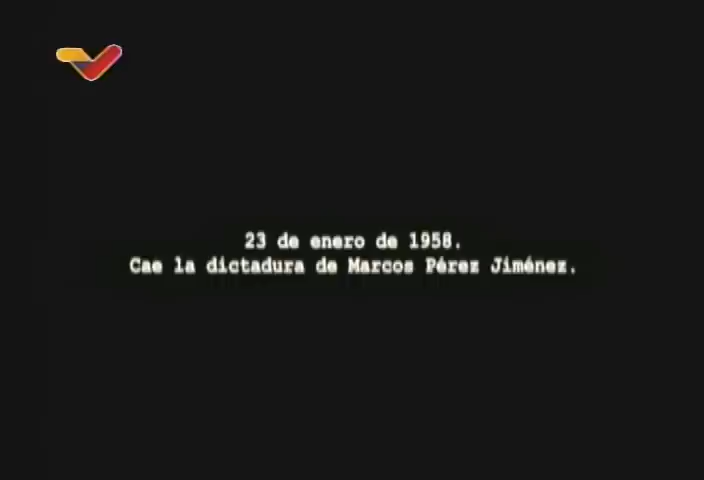 23 de enero de 1958.
Cae la dictadura de Marcos Pérez Jiménez.